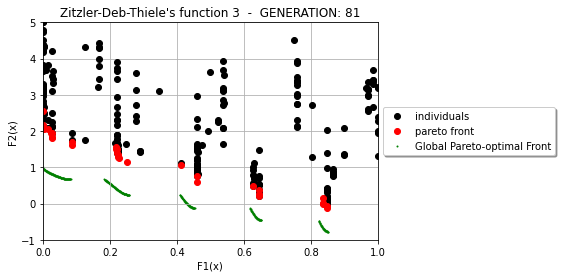 Zitzler-Deb-Thiele's function 3 - GENERATION: 81
F2(x)
5
4
3
2
1
0
−1
0.0 0.2 0.4 0.6 0.8 1.0
F1(x)
individuals
pareto front
Global Pareto-optimal Front